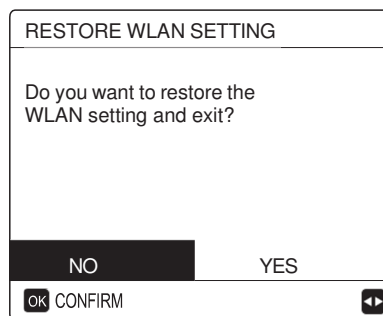 RESTORE WLAN SETTING
Do you want to restore the
WLAN setting and exit?
NO YES
OK CONFIRM